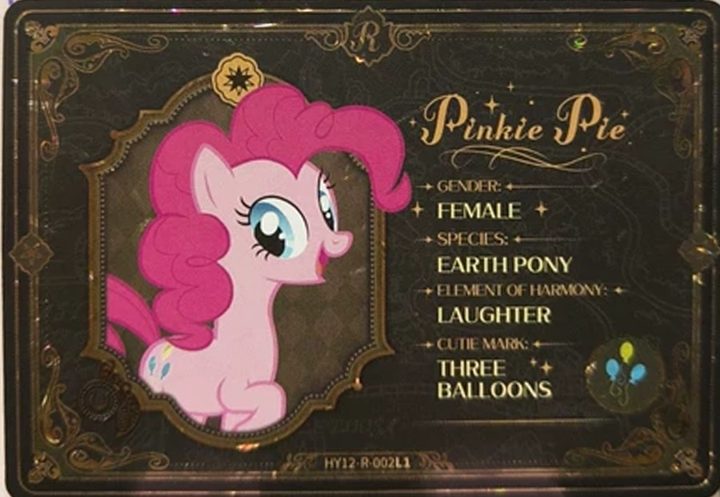 R
Pinkie Pie
GENDER:
FEMALE
SPECIES:
EARTH PONY
ELEMENT OF HARMONY:
LAUGHTER
CUTIE MARK:
THREE
BALLOONS
HY12-R-002L1